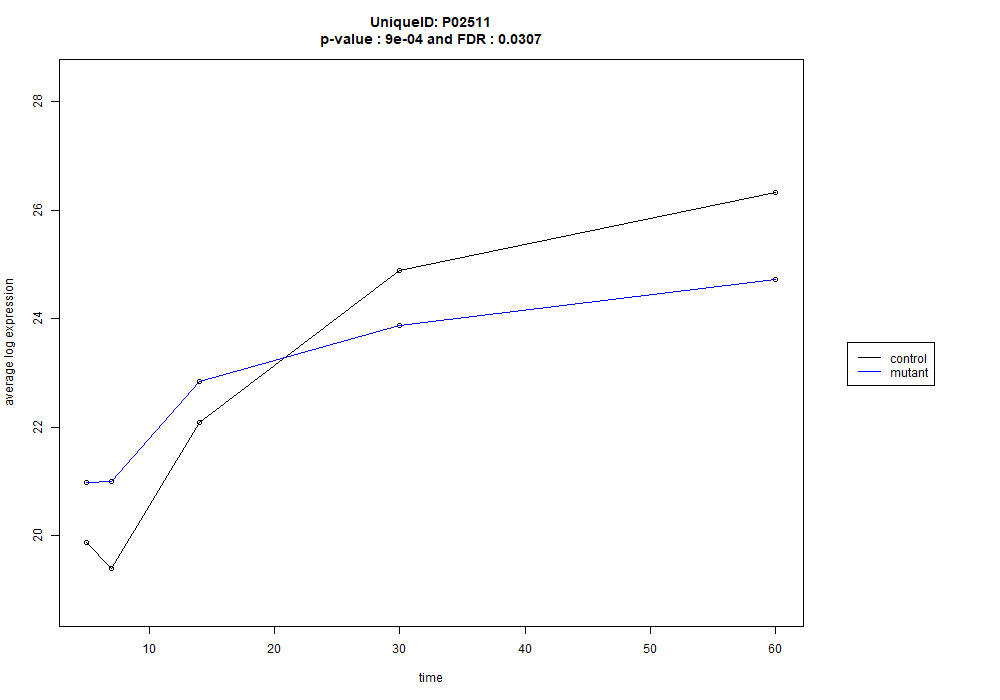 UniqueID: P02511
p-value : 9e-04 and FDR : 0.0307
28
26
24
22
20
average log expression
control
mutant
10 20 30 40 50 60
time